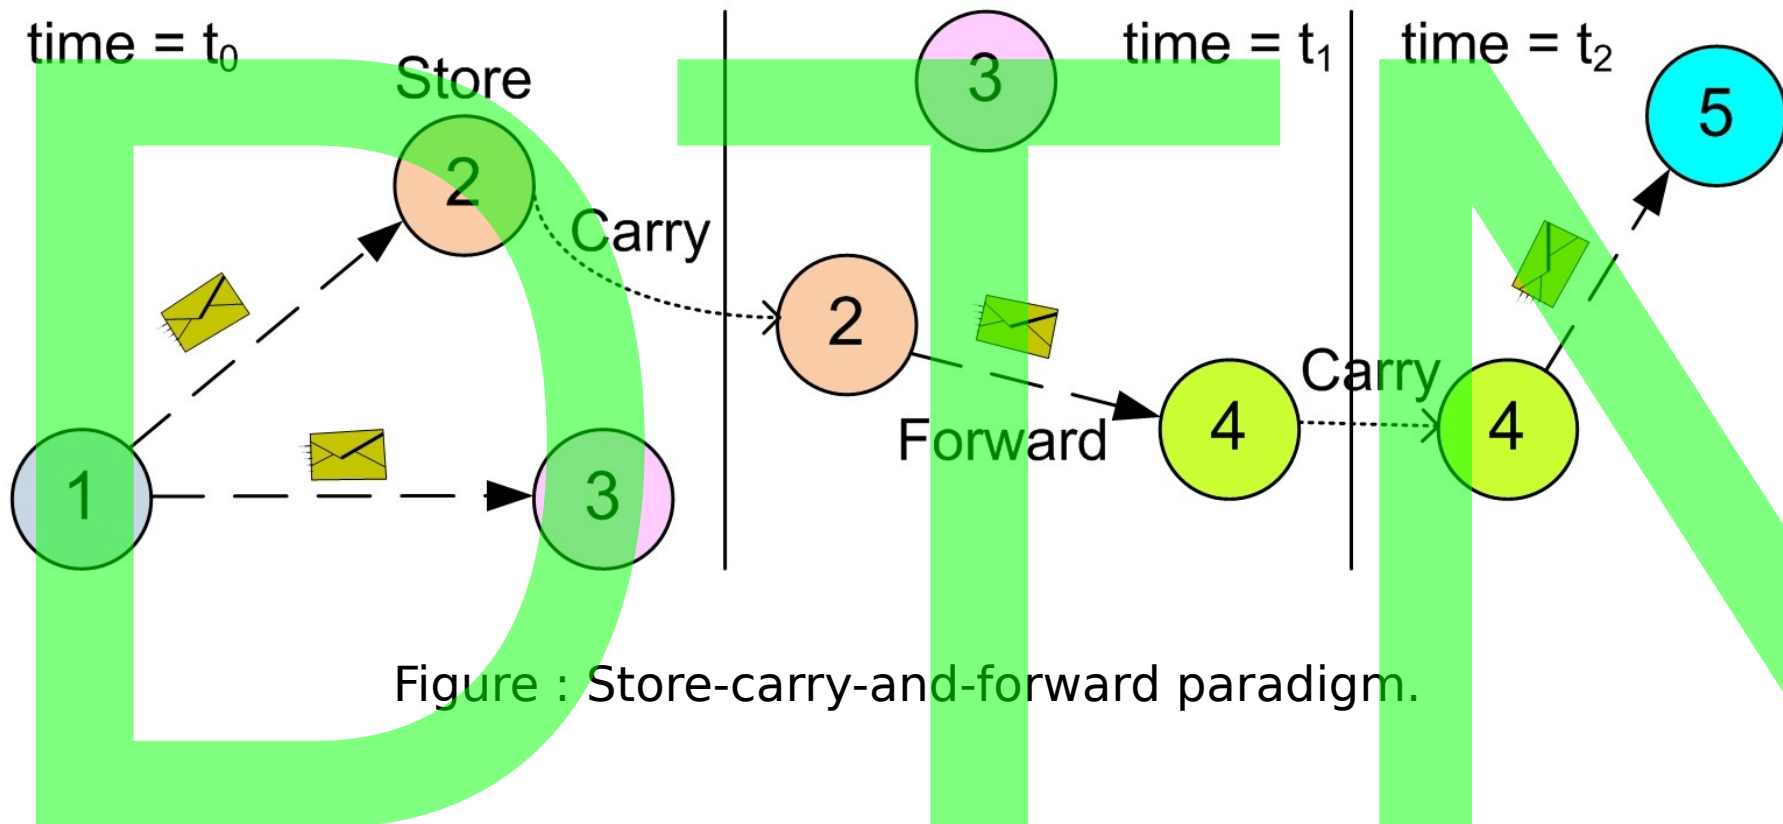 time = t0
Store
2
Carry
1
3
3
time = t1
2
Forward
4
Carry
time = t2
5
4
DTN
Figure : Store-carry-and-forward paradigm.